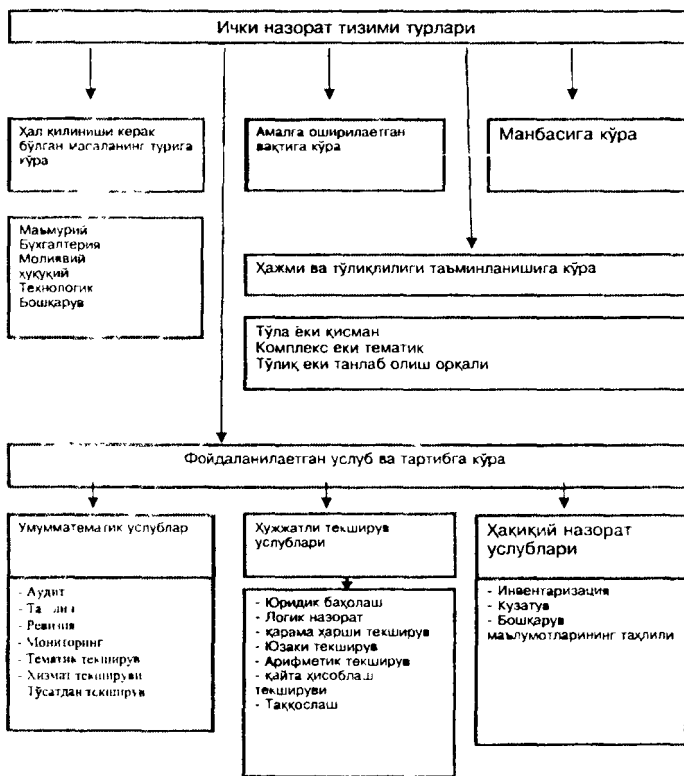 Ички назорат тизими турлари
Ҳал қилиниши керак
бўлган масаланинг турига
кўра
Амалга оширилаетган
вақтига кўра
Манбасига кўра
Маъмурий
Бухгалтерия
Молиявий
ҳуқуқий
Технологик
Бошқарув
Ҳажми ва тўлиқлилиги таъминланишига кўра
Тўла ёки қисман
Комплекс еки тематик
Тўлиқ еки танлаб олиш орқали
Фойдаланилаетган услуб ва тартибга кўра
Умумматематик услублар
- Аудит
- Ревизия
- Мониторинг
- Тематик текширув
- Хизмат текшируви
Тўсатдан текширув
Ҳужжатли текширув
услублари
- Юридик баҳолаш
- Логик назорат
- қарама ҳарши текширув
- Юзаки текширув
- Арифметик текширув
- қайта ҳисоблаш
текшируви
- Таққослаш
Ҳақиқий назорат
услублари
- Инвентаризация
- Кузатув
- Бошқарув
маълумотларининг таҳлили